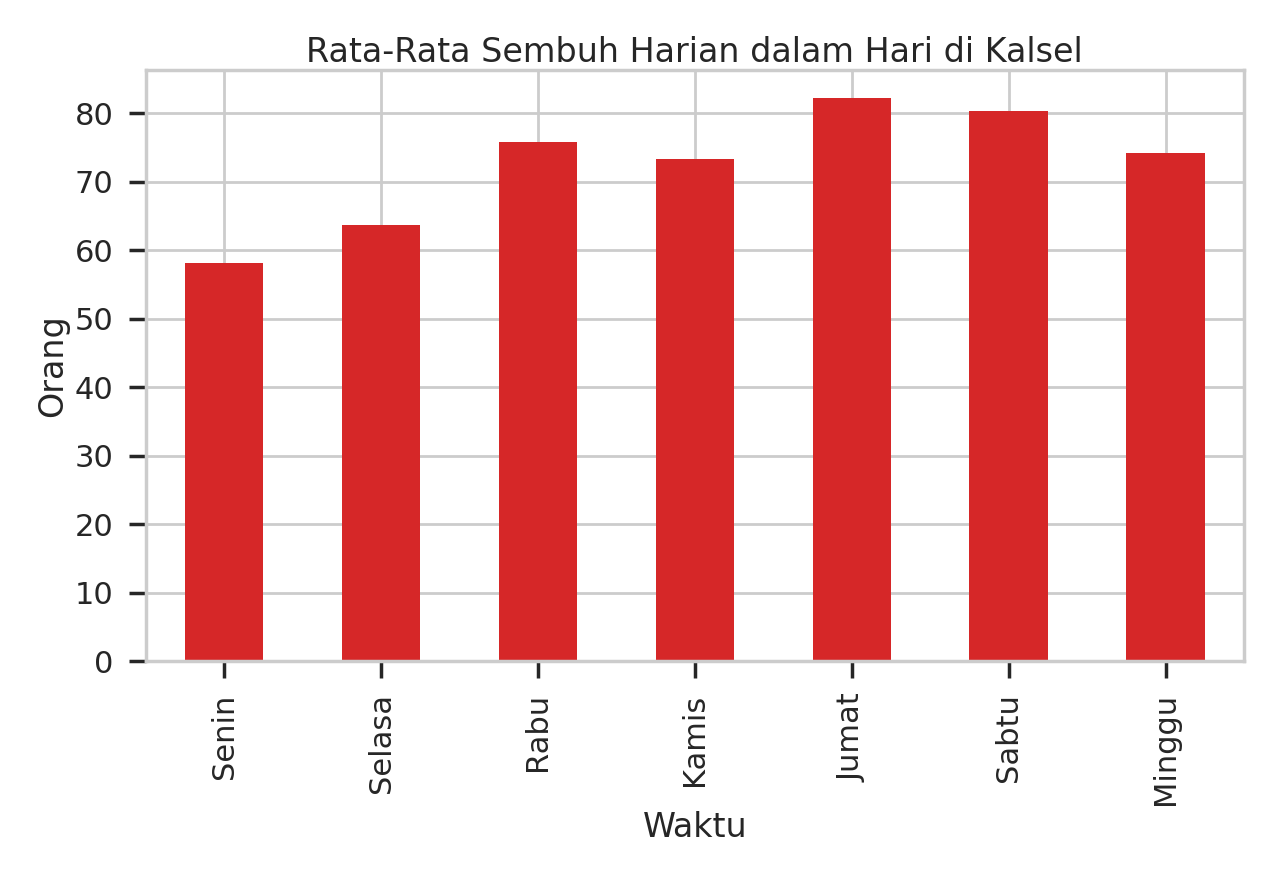 Rata-Rata Sembuh Harian dalam Hari di Kalsel
80
70
60
50
40
30
20
10
0
Orang
Senin
Selasa
Rabu
Kamis
Jumat
Sabtu
Minggu
Waktu